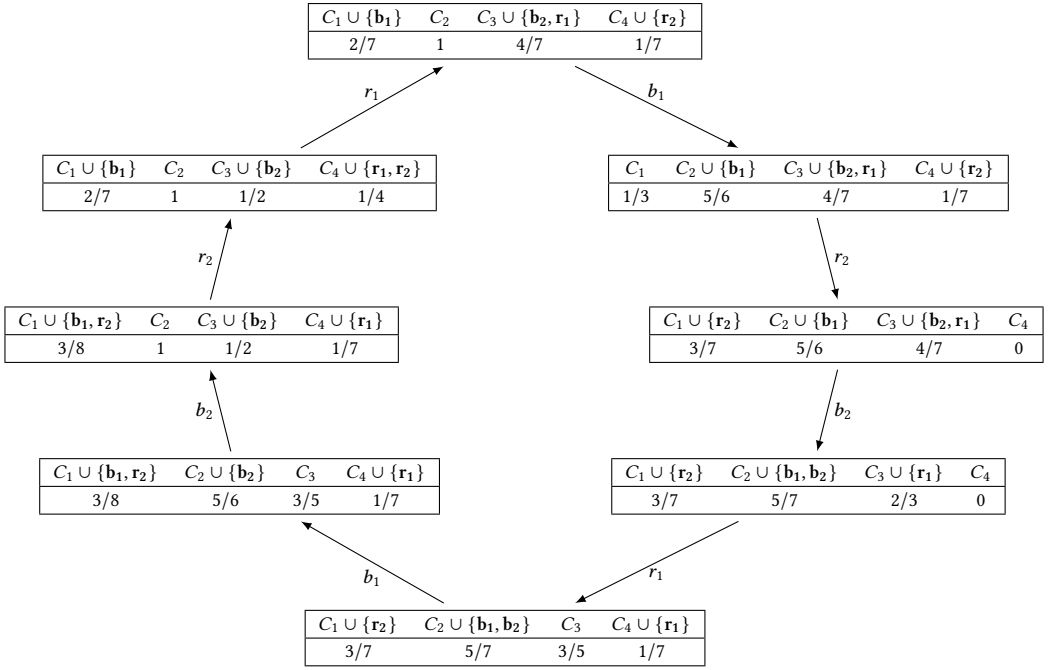 C₁ ∪ {b₁} C₂ C₃ ∪ {b₂, r₁} C₄ ∪ {r₂}
2/7 1 4/7 1/7
r₁ b₁
C₁ ∪ {b₁} C₂ C₃ ∪ {b₂} C₄ ∪ {r₁, r₂} C₁ C₂ ∪ {b₁} C₃ ∪ {b₂, r₁} C₄ ∪ {r₂}
2/7 1 1/2 1/4 1/3 5/6 4/7 1/7
r₂ r₂
C₁ ∪ {b₁, r₂} C₂ C₃ ∪ {b₂} C₄ ∪ {r₁} C₁ ∪ {r₂} C₂ ∪ {b₁} C₃ ∪ {b₂, r₁} C₄
3/8 1 1/2 1/7 3/7 5/6 4/7 0
b₂ b₂
C₁ ∪ {b₁, r₂} C₂ ∪ {b₂} C₃ C₄ ∪ {r₁} C₁ ∪ {r₂} C₂ ∪ {b₁, b₂} C₃ ∪ {r₁} C₄
3/8 5/6 3/5 1/7 3/7 5/7 2/3 0
b₁ r₁
C₁ ∪ {r₂} C₂ ∪ {b₁, b₂} C₃ C₄ ∪ {r₁}
3/7 5/7 3/5 1/7